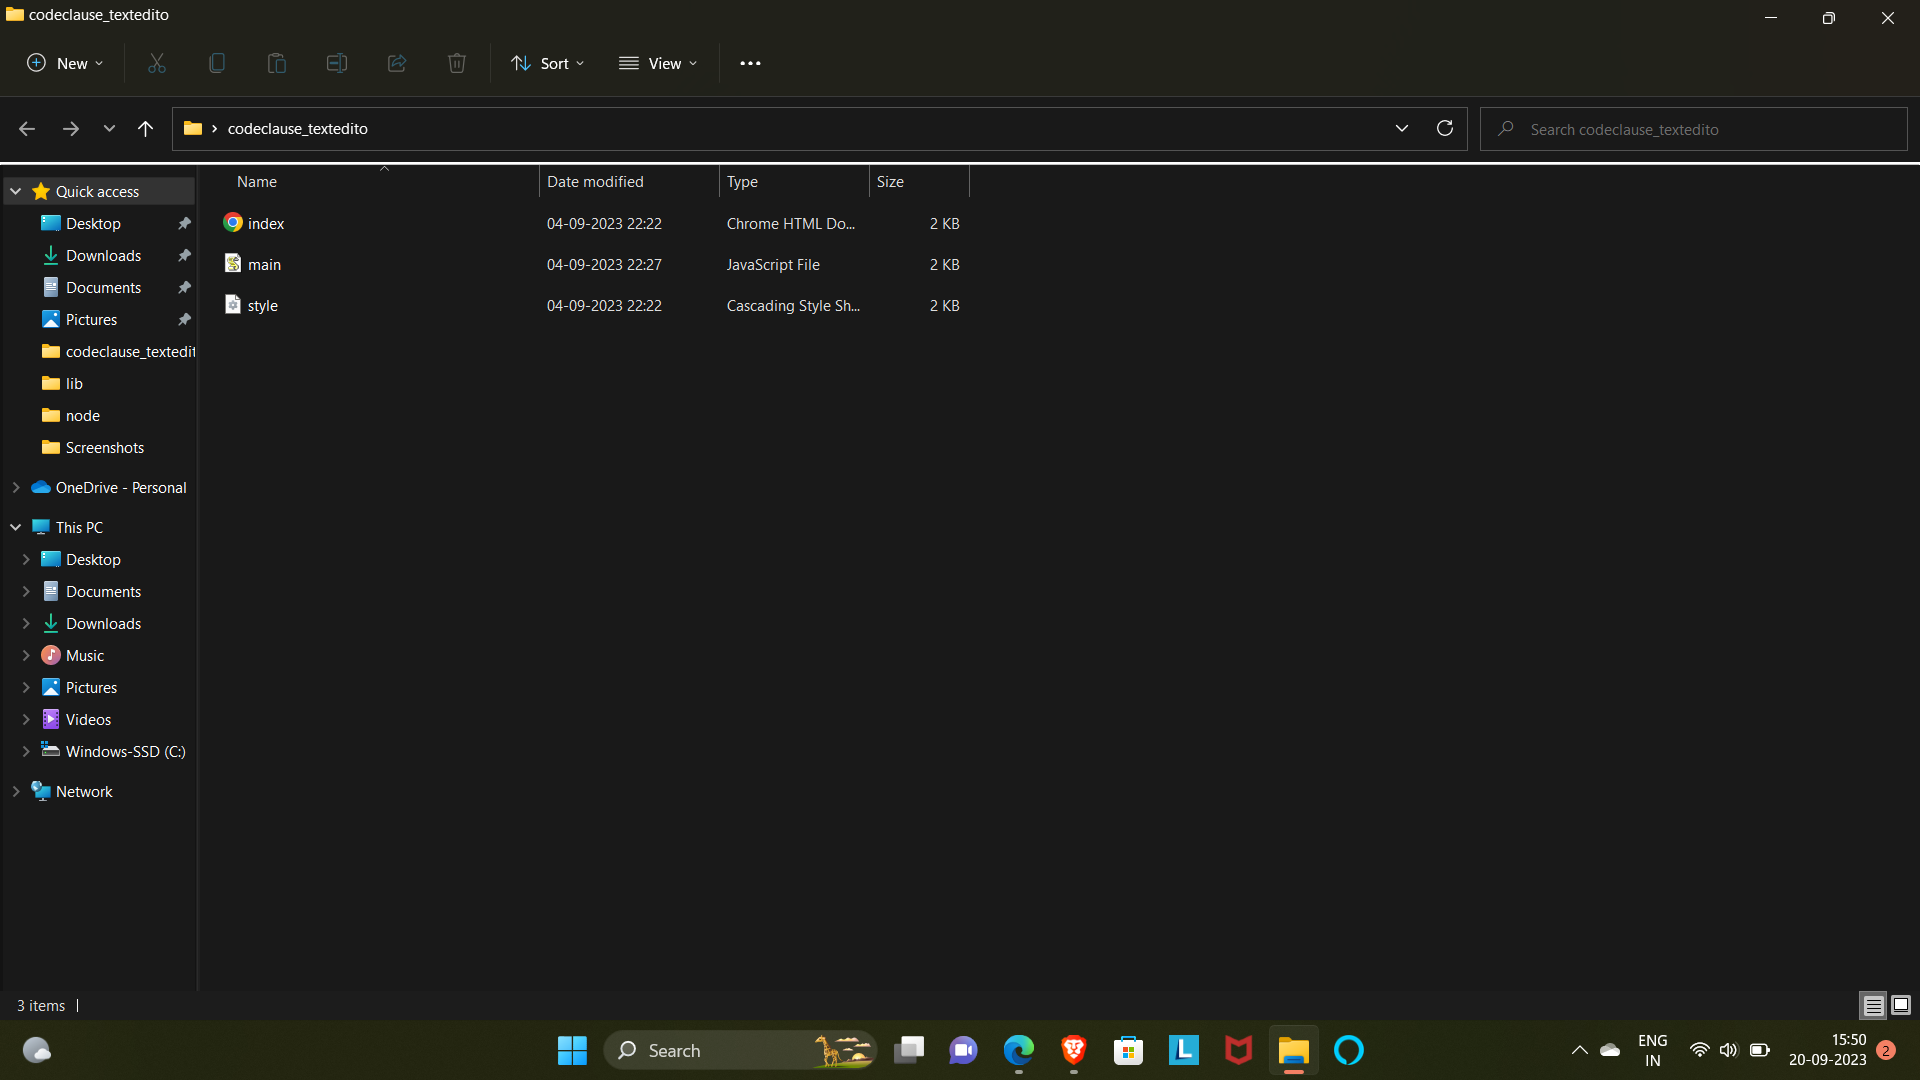 codeclause_textedito
New
Sort
View
codeclause_textedito
Search codeclause_textedito
Name Date modified Type Size
index 04-09-2023 22:22 Chrome HTML Do... 2 KB
main 04-09-2023 22:27 JavaScript File 2 KB
style 04-09-2023 22:22 Cascading Style Sh... 2 KB
Quick access
Desktop
Downloads
Documents
Pictures
codeclause_textedit
lib
node
Screenshots
OneDrive - Personal
This PC
Desktop
Documents
Downloads
Music
Pictures
Videos
Windows-SSD (C:)
Network
3 items
Search
L
ENG
IN
15:50
20-09-2023
2